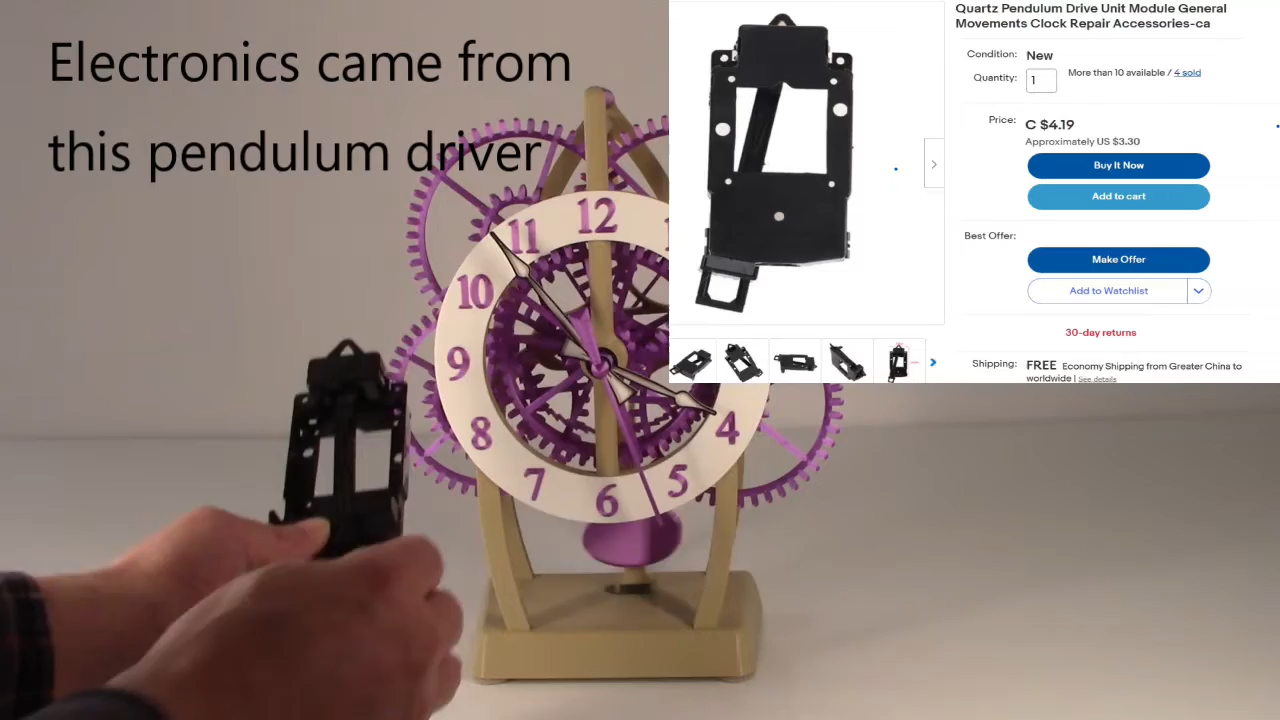 Electronics came from
this pendulum driver
Quartz Pendulum Drive Unit Module General
Movements Clock Repair Accessories-ca
Condition: New
Quantity: 1 More than 10 available / 4 sold
Price: C $4.19
Approximately US $3.30
Buy It Now
Add to cart
Best Offer:
Make Offer
Add to Watchlist
30-day returns
Shipping: FREE Economy Shipping from Greater China to
worldwide | See details
11 12
10
9
8
7
6
5
4